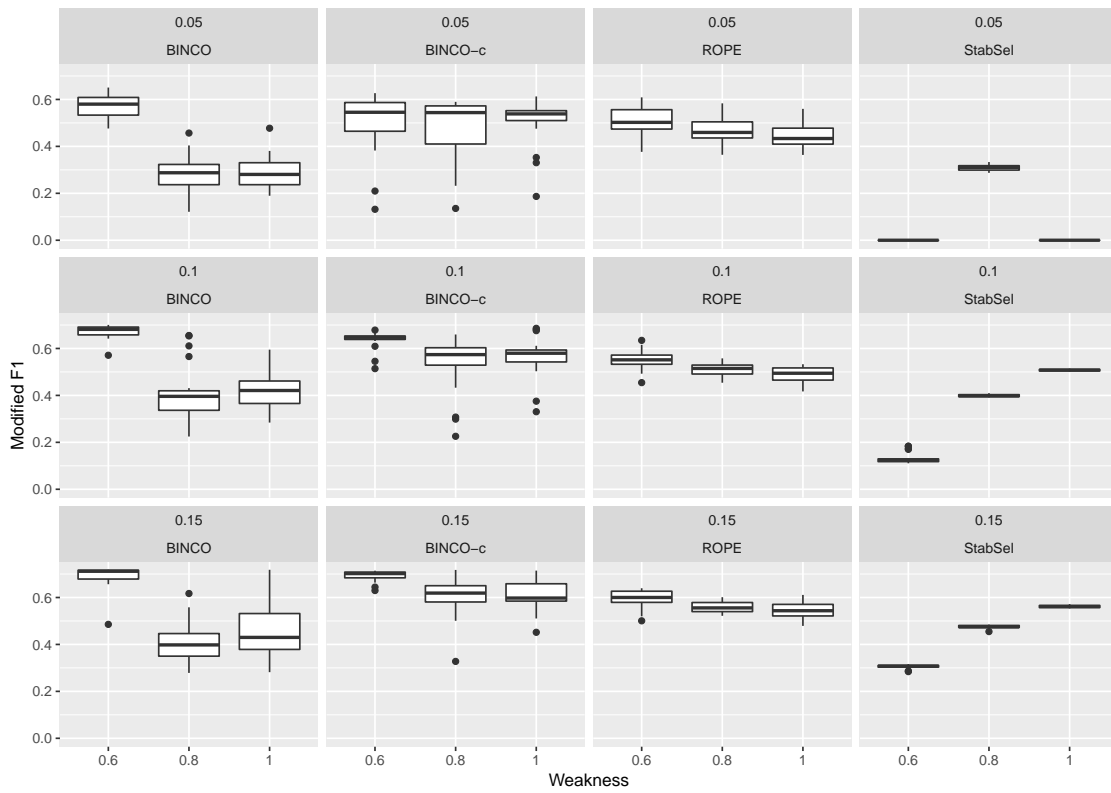 0.05 0.05 0.05 0.05
BINCO BINCO−c ROPE StabSel
0.6
0.4
0.2
0.0
0.1 0.1 0.1 0.1
BINCO BINCO−c ROPE StabSel
0.6
0.4
0.2
0.0
Modified F1
0.15 0.15 0.15 0.15
BINCO BINCO−c ROPE StabSel
0.6
0.4
0.2
0.0
0.6 0.8 1 0.6 0.8 1 0.6 0.8 1 0.6 0.8 1
Weakness